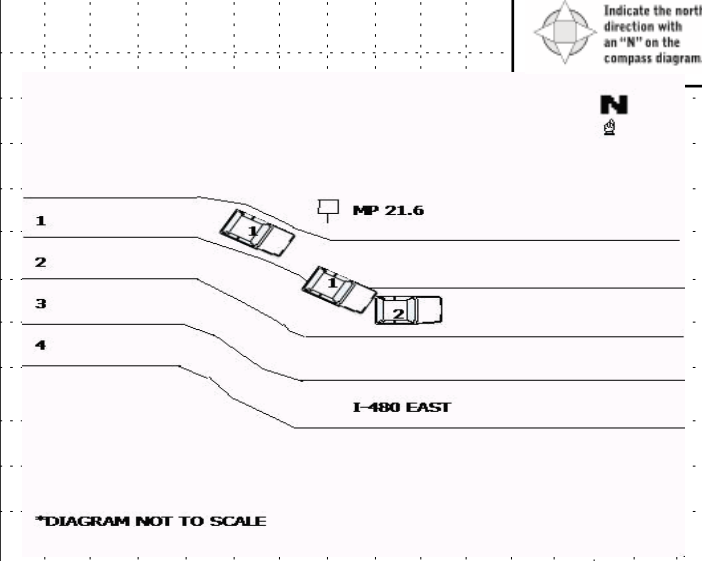 Indicate the north
direction with
an "N" on the
compass diagram.
N
MP 21.6
1
1
2
1
3
2
4
I-480 EAST
*DIAGRAM NOT TO SCALE